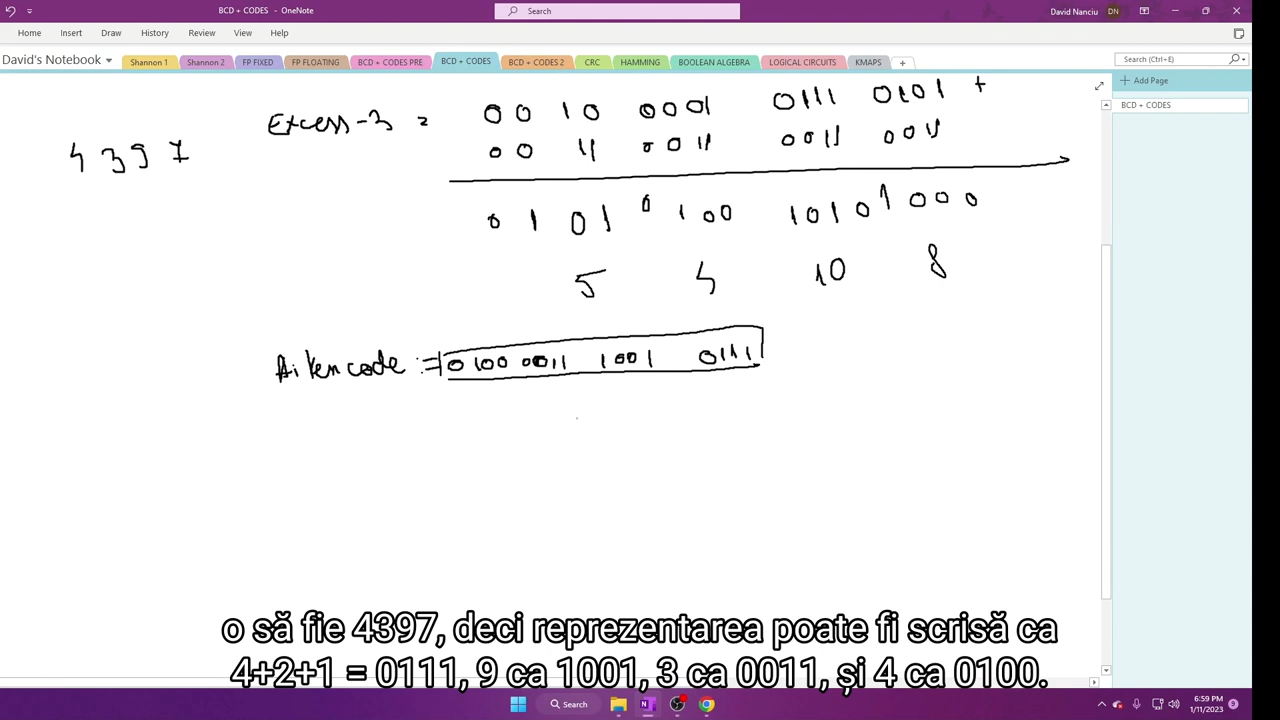 BCD + CODES - OneNote
Search
David Nanciu DN
Home Insert Draw History Review View Help
David's Notebook Shannon 1 Shannon 2 FP FIXED FP FLOATING BCD + CODES PRE BCD + CODES BCD + CODES 2 CRC HAMMING BOOLEAN ALGEBRA LOGICAL CIRCUITS KMAPS +
Search (Ctrl+E)
Add Page
BCD + CODES
Excess-3 = 0010 0001 0111 0101 +
4397
0011 0011 0011 0011
0101 0100 1010 1000
5 4 10 8
Aiken code := 0100 0011 1001 0111
o să fie 4397, deci reprezentarea poate fi scrisă ca
4+2+1 = 0111, 9 ca 1001, 3 ca 0011, și 4 ca 0100.
Search
6:59 PM
1/11/2023